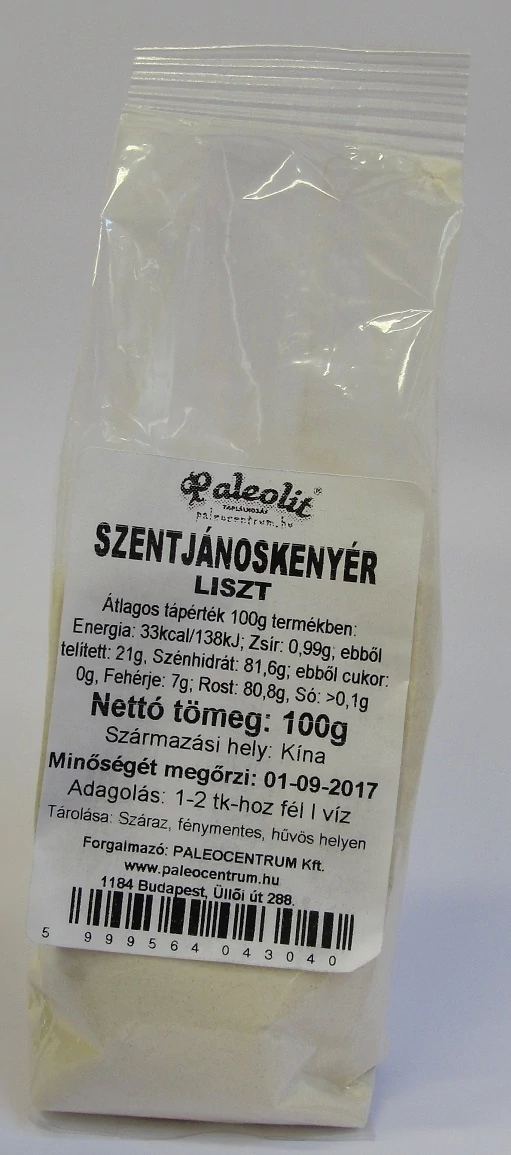 Paleolit®
TÁPLÁLKOZÁS
paleocentrum.hu
SZENTJÁNOSKENYÉR
LISZT
Átlagos tápérték 100g termékben:
Energia: 33kcal/138kJ; Zsír: 0,99g; ebből
telített: 21g, Szénhidrát: 81,6g; ebből cukor:
0g, Fehérje: 7g; Rost: 80,8g, Só: >0,1g
Nettó tömeg: 100g
Származási hely: Kína
Minőségét megőrzi: 01-09-2017
Adagolás: 1-2 tk-hoz fél l víz
Tárolása: Száraz, fénymentes, hűvös helyen
Forgalmazó: PALEOCENTRUM Kft.
www.paleocentrum.hu
1184 Budapest, Üllői út 288.
5 999564 043040